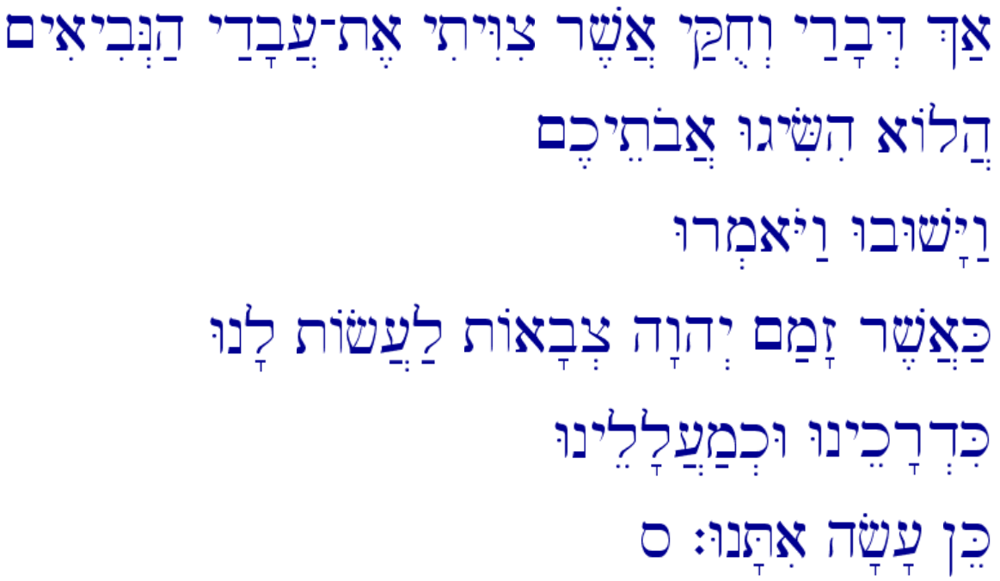 אַךְ דְּבָרַי וְחֻקַּי אֲשֶׁר צִוִּיתִי אֶת־עֲבָדַי הַנְּבִיאִים
הֲלוֹא הִשִּׂיגוּ אֲבֹתֵיכֶם
וַיָּשׁוּבוּ וַיֹּאמְרוּ
כַּאֲשֶׁר זָמַם יְהוָה צְבָאוֹת לַעֲשׂוֹת לָנוּ
כִּדְרָכֵינוּ וּכְמַעֲלָלֵינוּ
כֵּן עָשָׂה אִתָּנוּ׃ ס